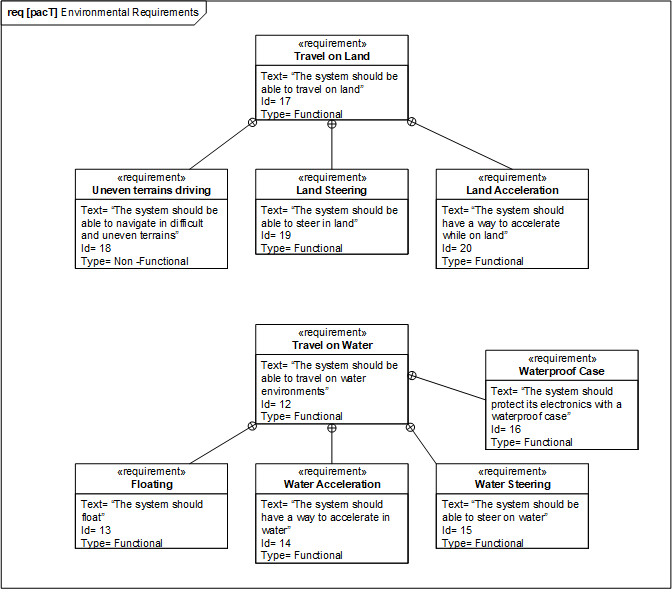 req [pacT] Environmental Requirements
«requirement»
Travel on Land
Text= “The system should be
able to travel on land”
Id= 17
Type= Functional
«requirement»
Uneven terrains driving
Text= “The system should be
able to navigate in difficult
and uneven terrains”
Id= 18
Type= Non -Functional
«requirement»
Land Steering
Text= “The system should be
able to steer in land”
Id= 19
Type= Functional
«requirement»
Land Acceleration
Text= “The system should
have a way to accelerate
while on land”
Id= 20
Type= Functional
«requirement»
Travel on Water
Text= “The system should be
able to travel on water
environments”
Id= 12
Type= Functional
«requirement»
Waterproof Case
Text= “The system should
protect its electronics with a
waterproof case”
Id= 16
Type= Functional
«requirement»
Floating
Text= “The system should
float”
Id= 13
Type= Functional
«requirement»
Water Acceleration
Text= “The system should
have a way to accelerate in
water”
Id= 14
Type= Functional
«requirement»
Water Steering
Text= “The system should be
able to steer on water”
Id= 15
Type= Functional